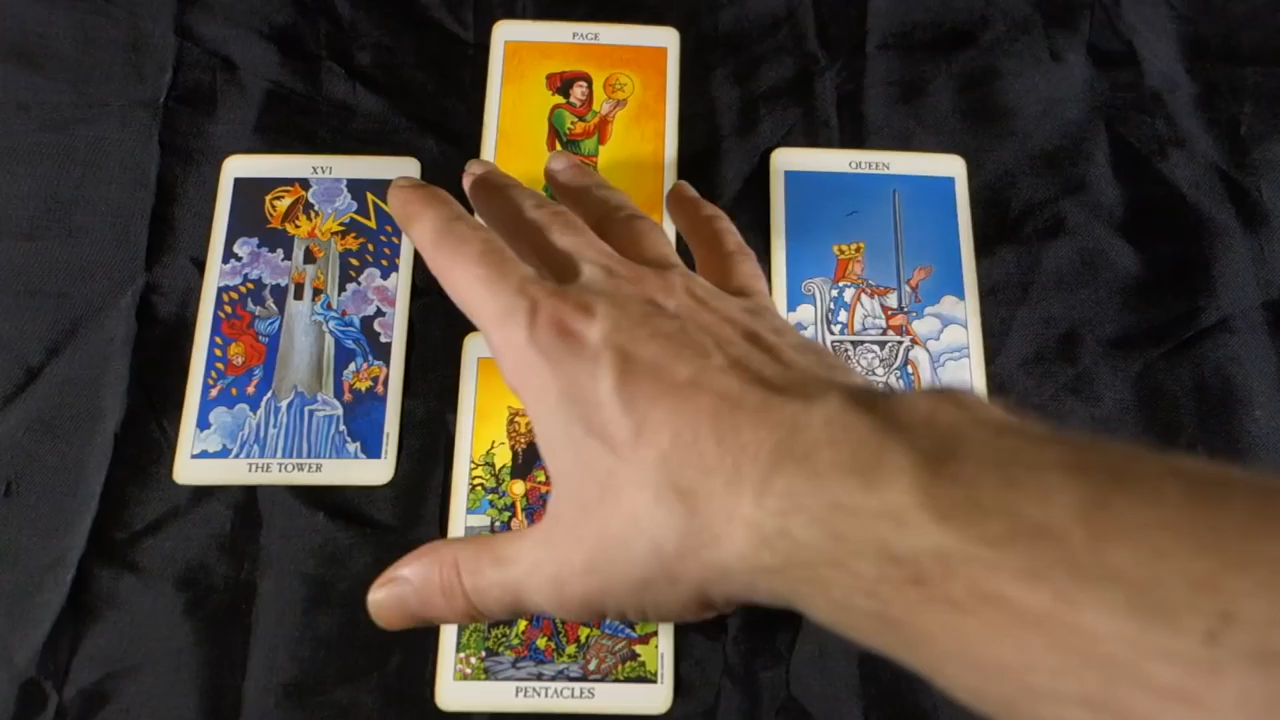 PAGE
XVI
QUEEN
THE TOWER
PENTACLES